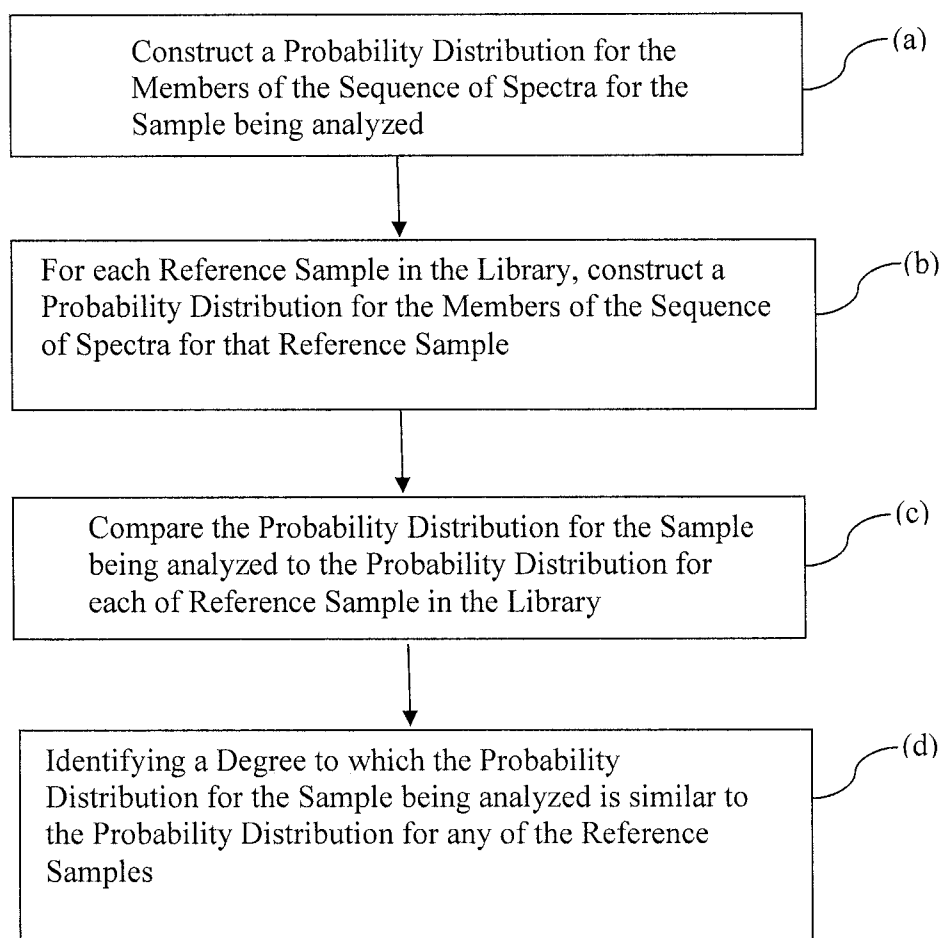 Construct a Probability Distribution for the
Members of the Sequence of Spectra for the
Sample being analyzed
(a)
For each Reference Sample in the Library, construct a
Probability Distribution for the Members of the Sequence
of Spectra for that Reference Sample
(b)
Compare the Probability Distribution for the Sample
being analyzed to the Probability Distribution for
each of Reference Sample in the Library
(c)
Identifying a Degree to which the Probability
Distribution for the Sample being analyzed is similar to
the Probability Distribution for any of the Reference
Samples
(d)